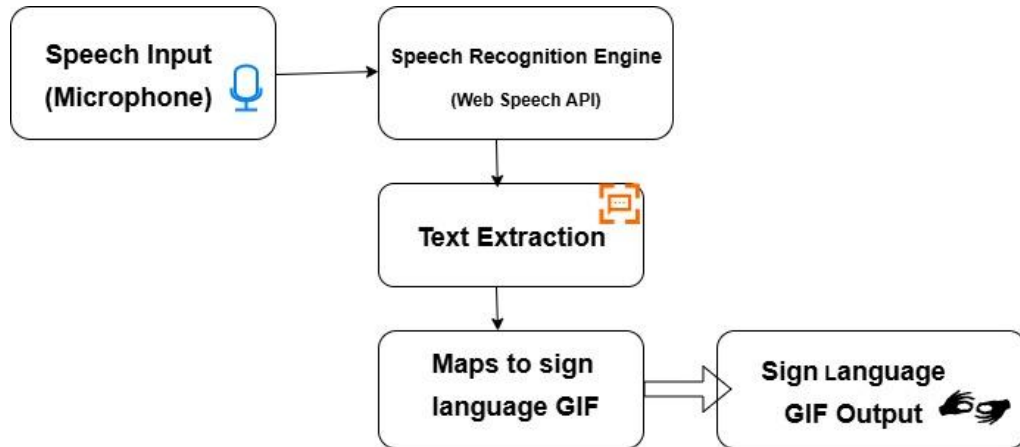 Speech Input
(Microphone)
Speech Recognition Engine
(Web Speech API)
Text Extraction
Maps to sign
language GIF
Sign Language
GIF Output